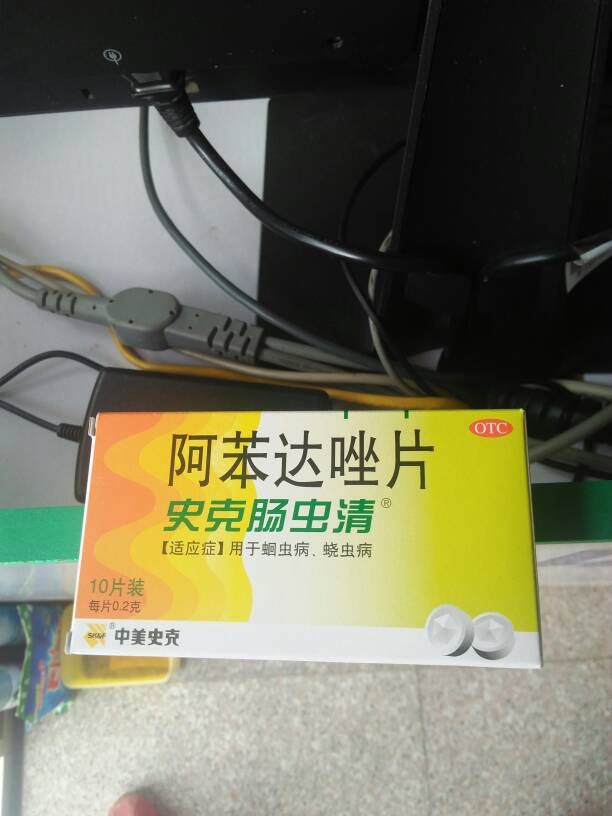 阿苯达唑片
OTC
史克肠虫清®
【适应症】用于蛔虫病、蛲虫病
10片装
每片0.2克
SK&F® 中美史克